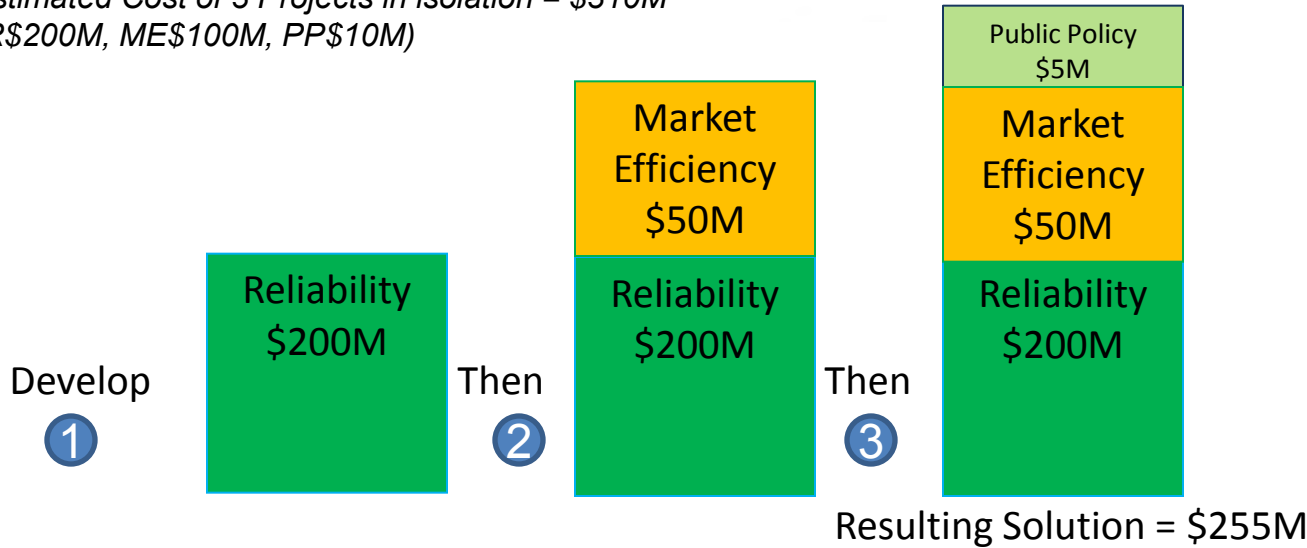 stimated Cost of 3 Projects in Isolation = $310M
R$200M, ME$100M, PP$10M)
Public Policy
$5M
Market
Efficiency
$50M
Market
Efficiency
$50M
Reliability
$200M
Reliability
$200M
Reliability
$200M
Develop
Then
Then
1
2
3
Resulting Solution = $255M